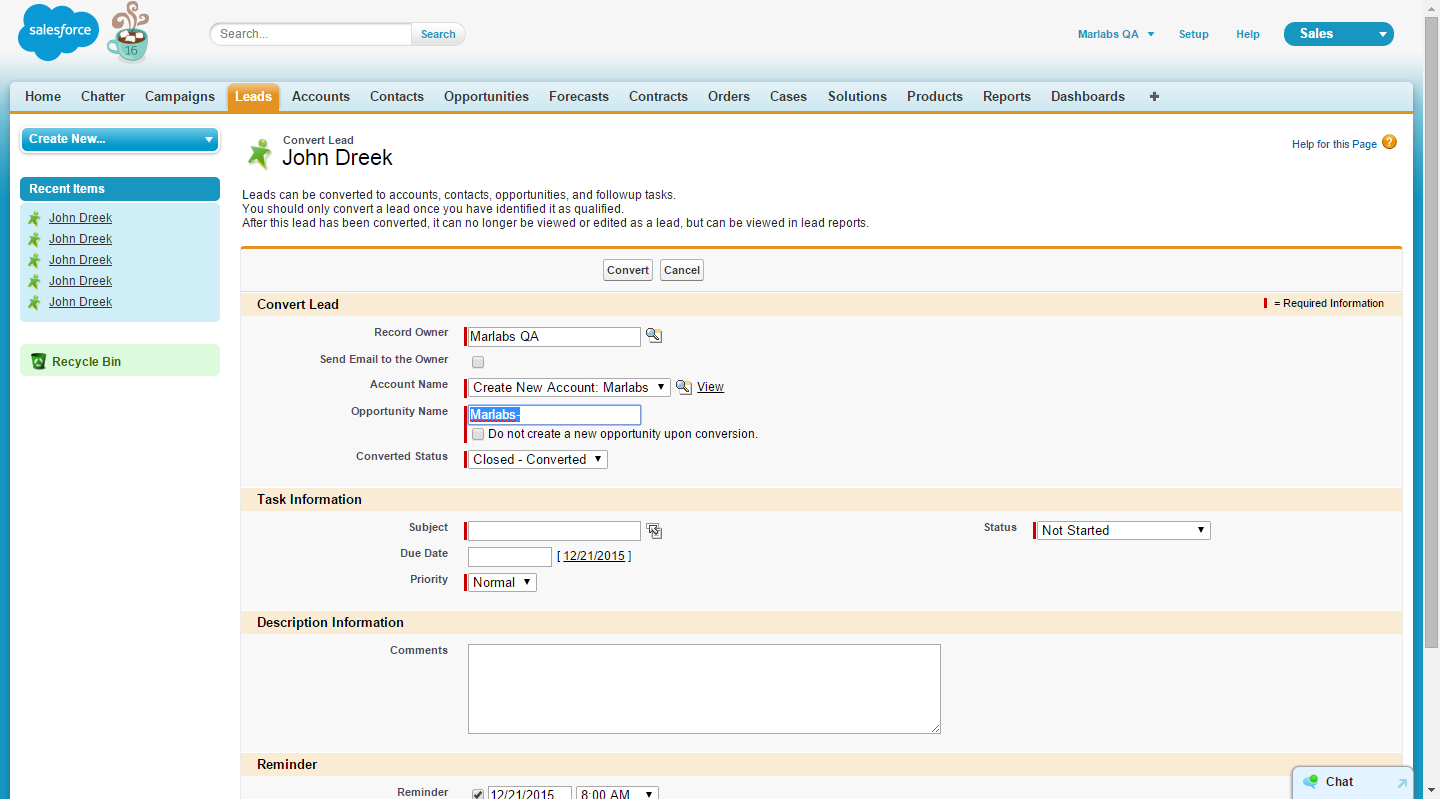 salesforce
16
Search...
Search
Marlabs QA
Setup
Help
Sales
Home Chatter Campaigns Leads Accounts Contacts Opportunities Forecasts Contracts Orders Cases Solutions Products Reports Dashboards +
Create New...
Recent Items
John Dreek
John Dreek
John Dreek
John Dreek
John Dreek
Recycle Bin
Convert Lead
John Dreek
Help for this Page ?
Leads can be converted to accounts, contacts, opportunities, and followup tasks.
You should only convert a lead once you have identified it as qualified.
After this lead has been converted, it can no longer be viewed or edited as a lead, but can be viewed in lead reports.
Convert Cancel
Convert Lead
= Required Information
Record Owner Marlabs QA
Send Email to the Owner
Account Name Create New Account: Marlabs View
Opportunity Name Marlabs-
Do not create a new opportunity upon conversion.
Converted Status Closed - Converted
Task Information
Subject
Status Not Started
Due Date [ 12/21/2015 ]
Priority Normal
Description Information
Comments
Reminder
Reminder 12/21/2015 8:00 AM
Chat